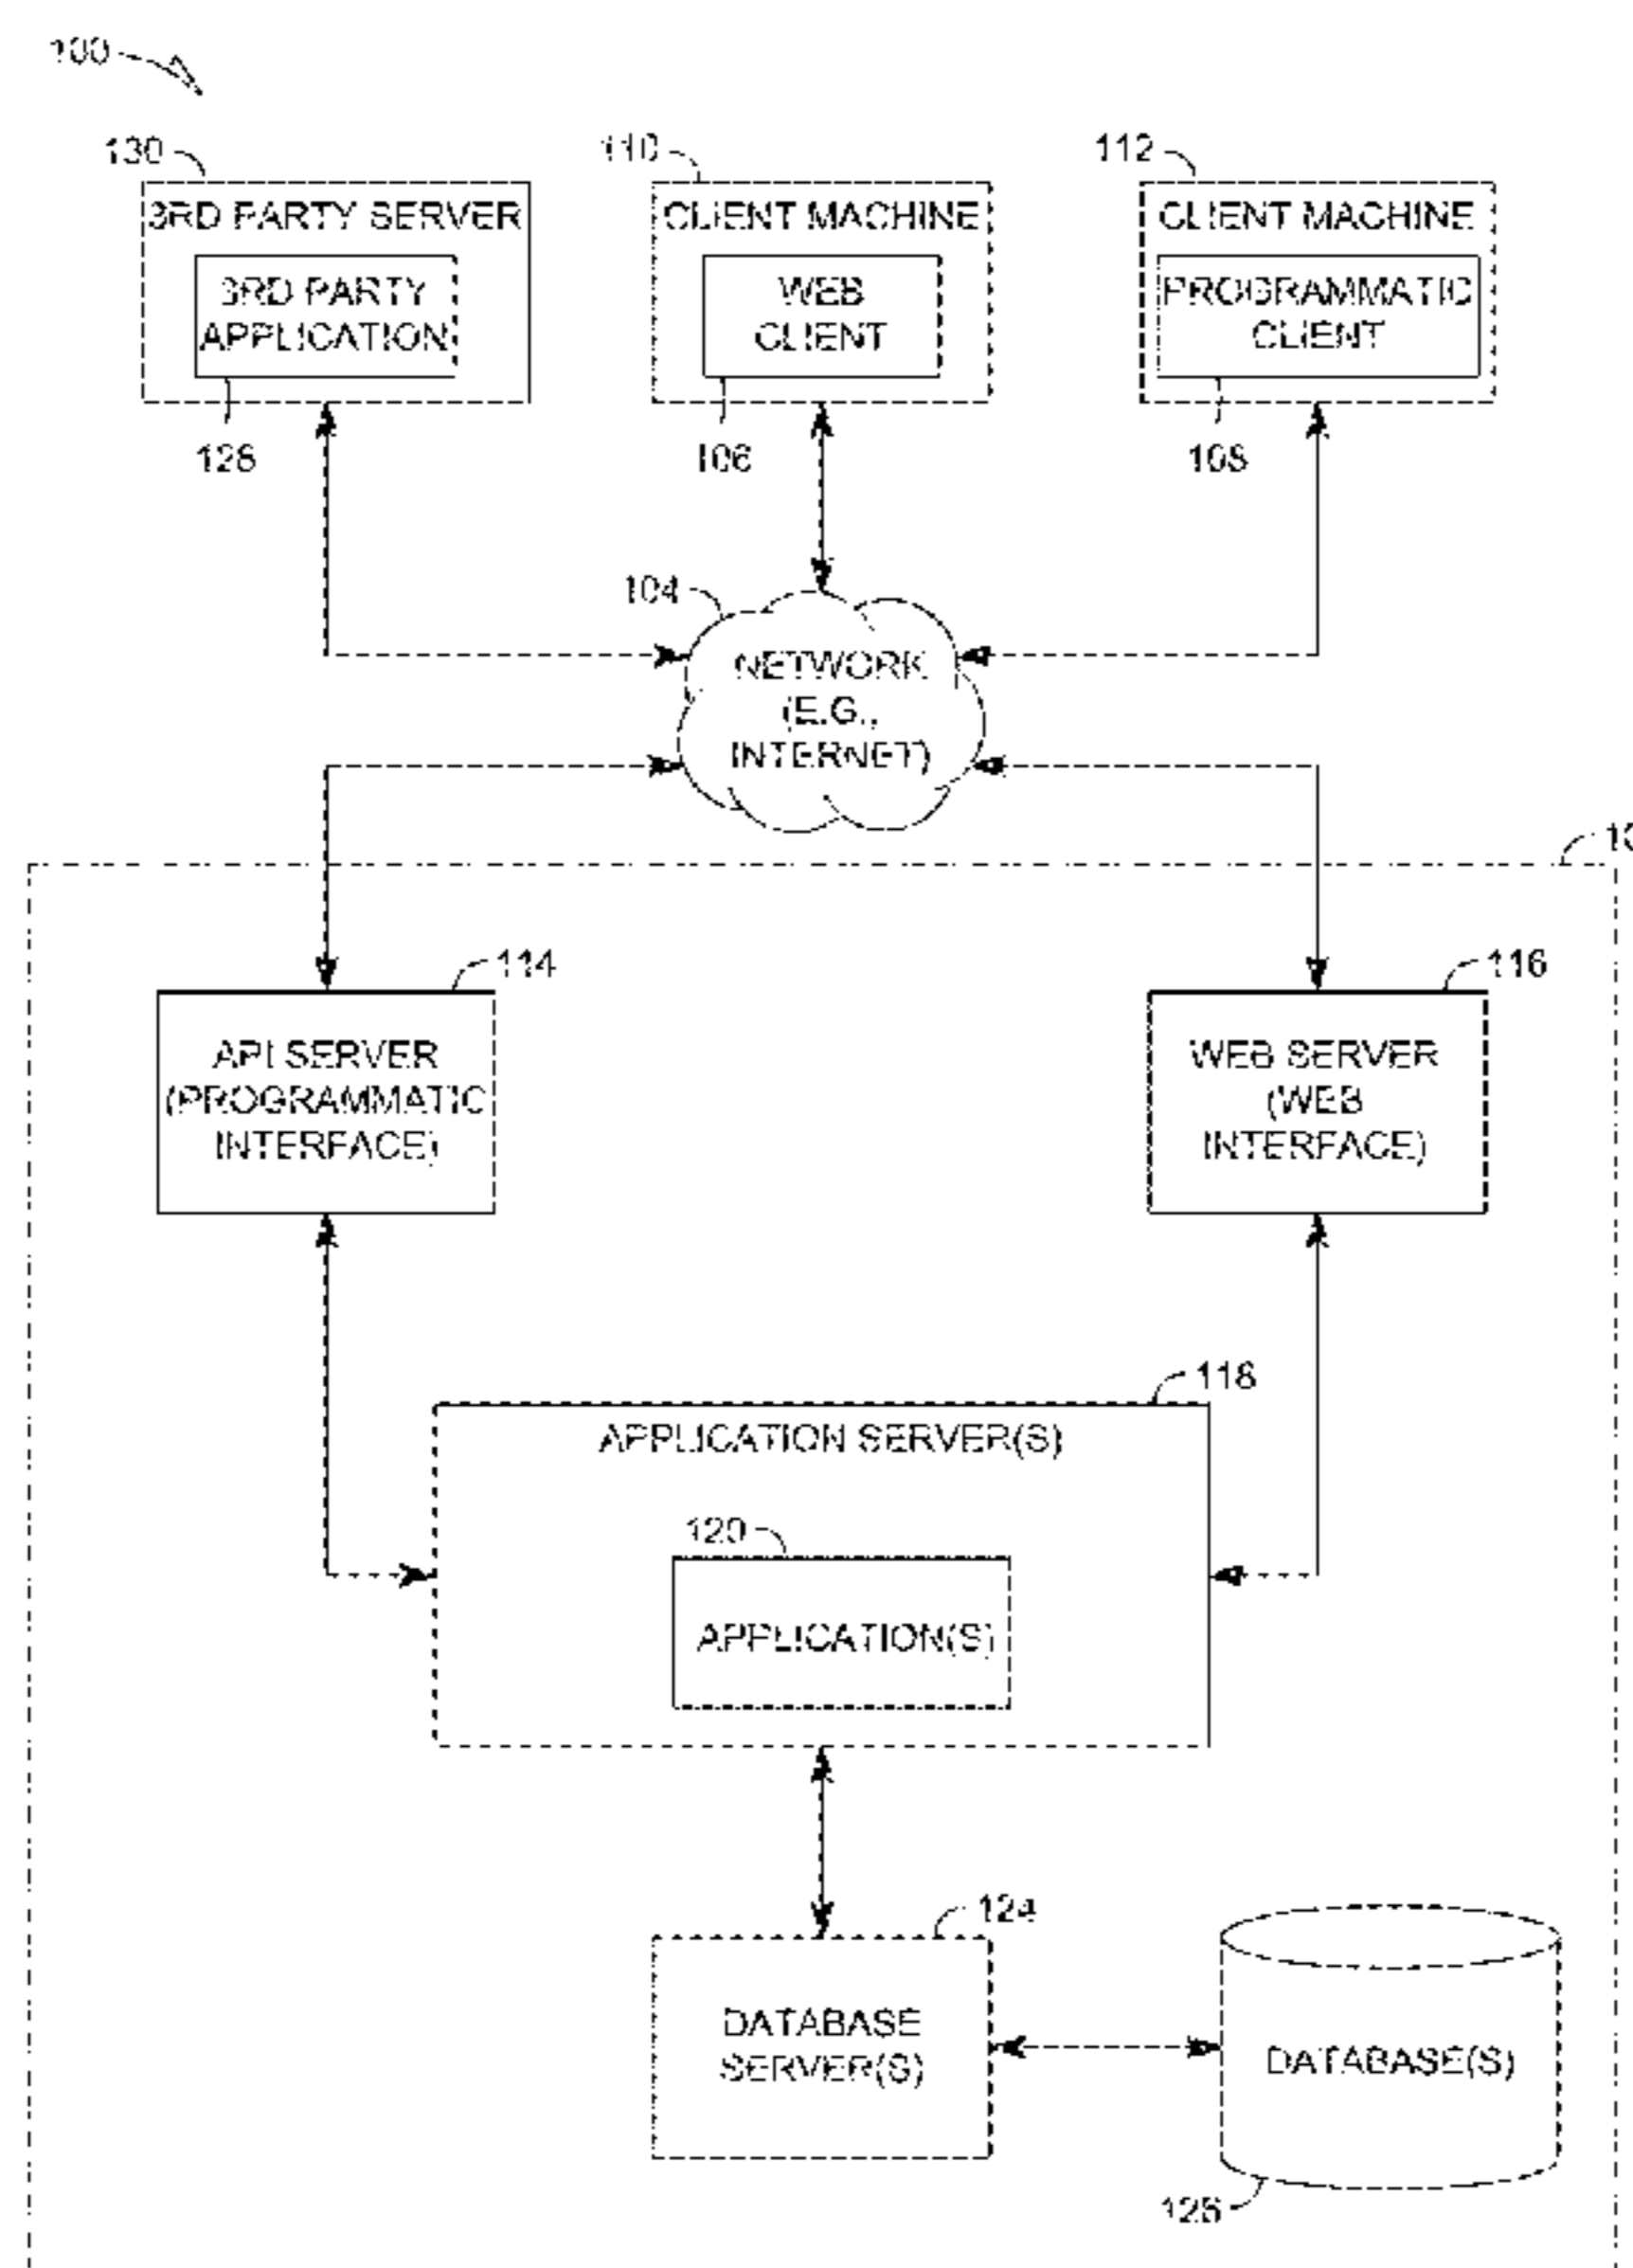 100
130
110
112
3RD PARTY SERVER
CLIENT MACHINE
CLIENT MACHINE
3RD PARTY
APPLICATION
WEB
CLIENT
PROGRAMMATIC
CLIENT
128
106
108
104
NETWORK
(E.G.,
INTERNET)
114
116
API SERVER
(PROGRAMMATIC
INTERFACE)
WEB SERVER
(WEB
INTERFACE)
118
APPLICATION SERVER(S)
120
APPLICATION(S)
124
DATABASE
SERVER(S)
DATABASE(S)